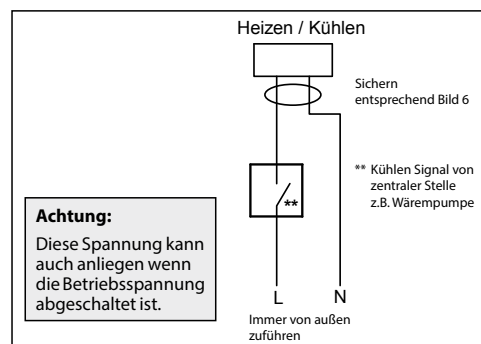 Heizen / Kühlen
Sichern
entsprechend Bild 6
** Kühlen Signal von
zentraler Stelle
z.B. Wärempumpe
**
Achtung:
Diese Spannung kann
auch anliegen wenn
die Betriebsspannung
abgeschaltet ist.
L N
Immer von außen
zuführen